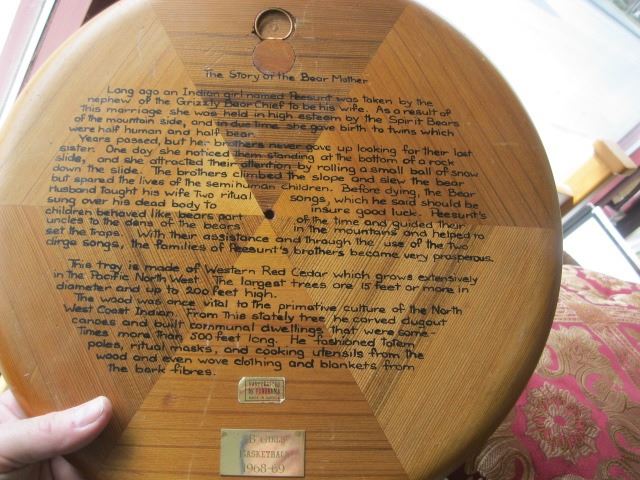 The Story of the Bear Mother
Long ago an Indian girl named Peesunt was taken by the
nephew of the Grizzly Bear Chief to be his wife. As a result of
this marriage she was held in high esteem by the Spirit Bears
of the mountain side, and in due time she gave birth to twins which
were half human and half bear.
Years passed, but her brothers never gave up looking for their lost
sister. One day she noticed them standing at the bottom of a rock
slide, and she attracted their attention by rolling a small ball of snow
down the slide. The brothers climbed the slope and slew the bear
but spared the lives of the semi human children. Before dying, the Bear
Husband taught his wife two ritual songs, which he said should be
sung over his dead body to insure good luck. Peesunt's
children behaved like bears part of the time and guided their
uncles to the dens of the bears in the mountains and helped to
set the traps. With their assistance and through the use of the two
dirge songs, the families of Peesunt's brothers became very prosperous.
This tray is made of Western Red Cedar which grows extensively
in the Pacific North West. The largest trees are 15 feet or more in
diameter and up to 200 feet high.
The wood was once vital to the primative culture of the North
West Coast Indian. From this stately tree he carved dugout
canoes and built communal dwellings that were some-
times more than 500 feet long. He fashioned totem
poles, ritual masks, and cooking utensils from the
wood and even wove clothing and blankets from
the bark fibres.
BASKETBALL
1968-69